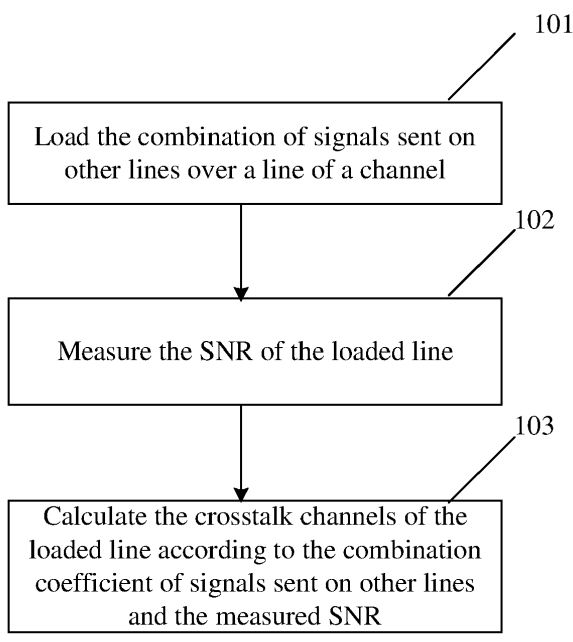 101
Load the combination of signals sent on
other lines over a line of a channel
102
Measure the SNR of the loaded line
103
Calculate the crosstalk channels of the
loaded line according to the combination
coefficient of signals sent on other lines
and the measured SNR